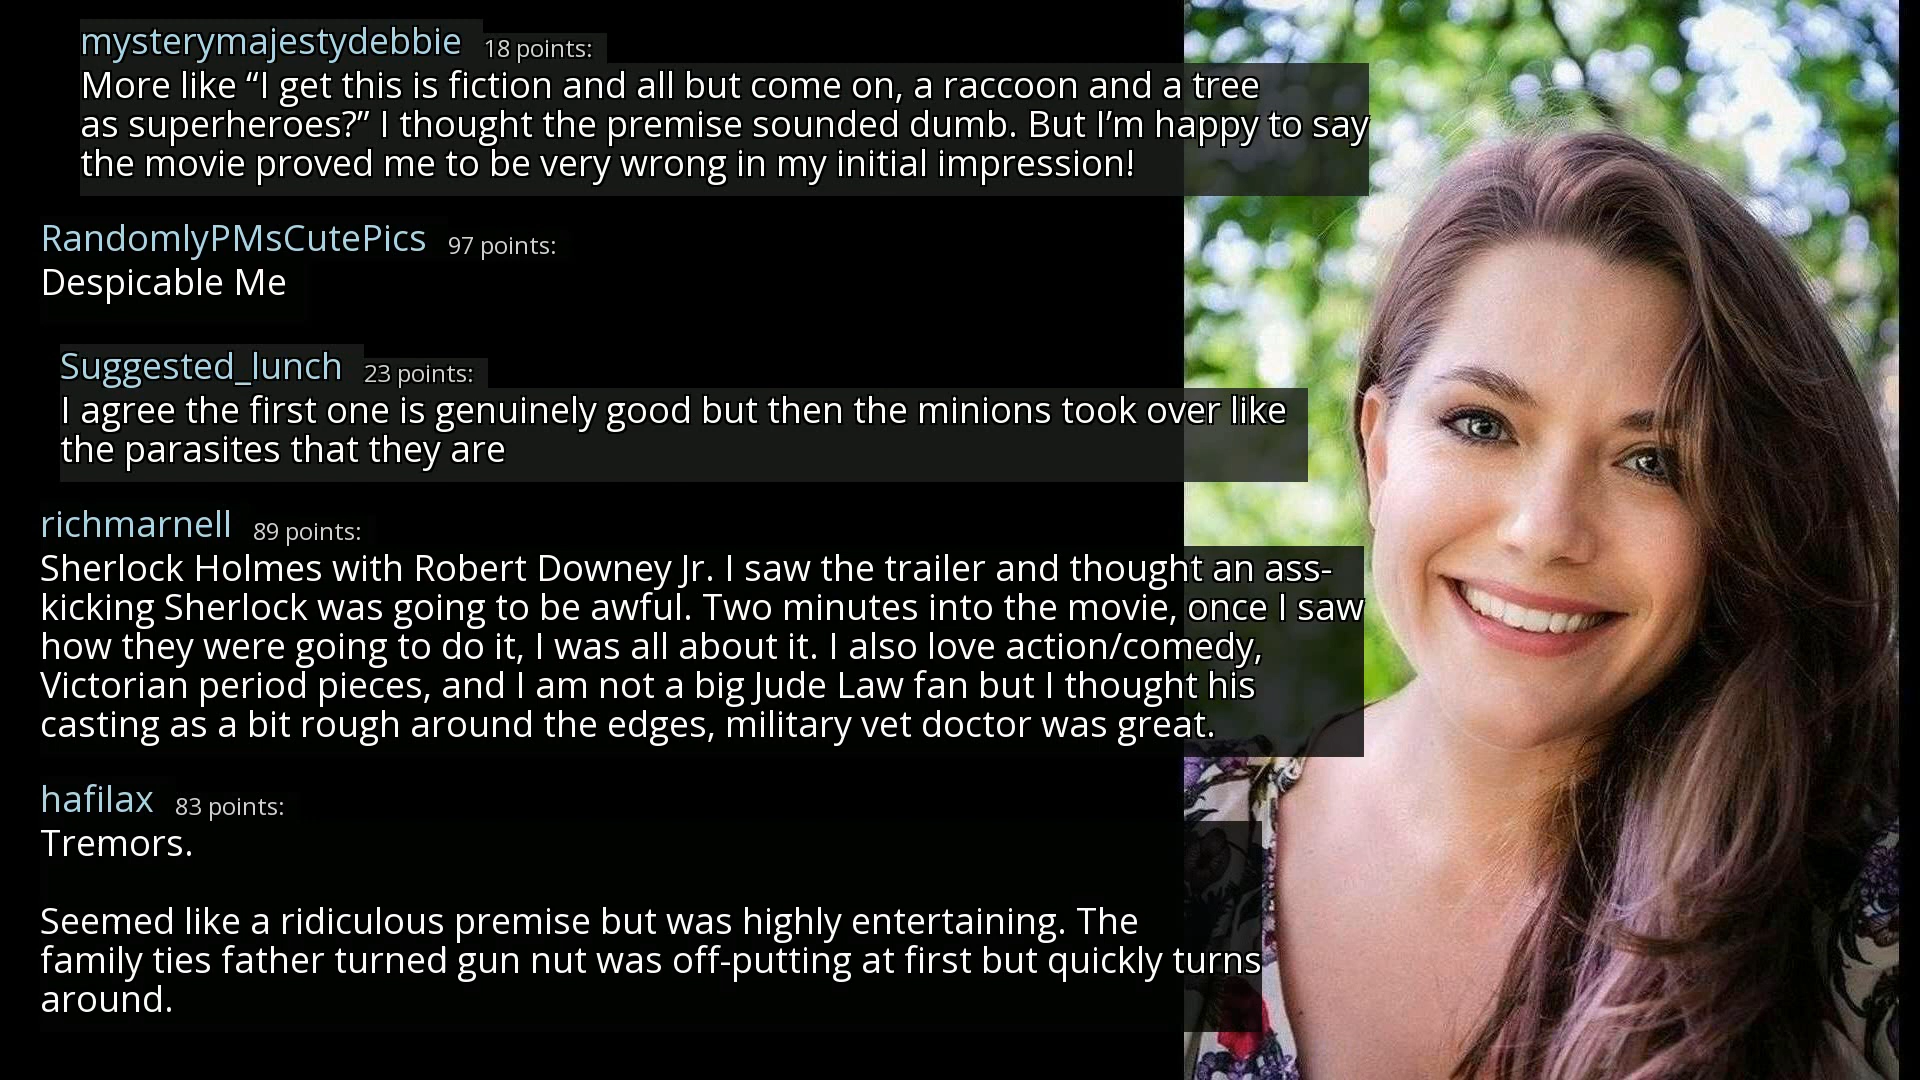 mysterymajestydebbie 18 points:
More like “I get this is fiction and all but come on, a raccoon and a tree
as superheroes?” I thought the premise sounded dumb. But I’m happy to say
the movie proved me to be very wrong in my initial impression!
RandomlyPMsCutePics 97 points:
Despicable Me
Suggested_lunch 23 points:
I agree the first one is genuinely good but then the minions took over like
the parasites that they are
richmarnell 89 points:
Sherlock Holmes with Robert Downey Jr. I saw the trailer and thought an ass-
kicking Sherlock was going to be awful. Two minutes into the movie, once I saw
how they were going to do it, I was all about it. I also love action/comedy,
Victorian period pieces, and I am not a big Jude Law fan but I thought his
casting as a bit rough around the edges, military vet doctor was great.
hafilax 83 points:
Tremors.
Seemed like a ridiculous premise but was highly entertaining. The
family ties father turned gun nut was off-putting at first but quickly turns
around.